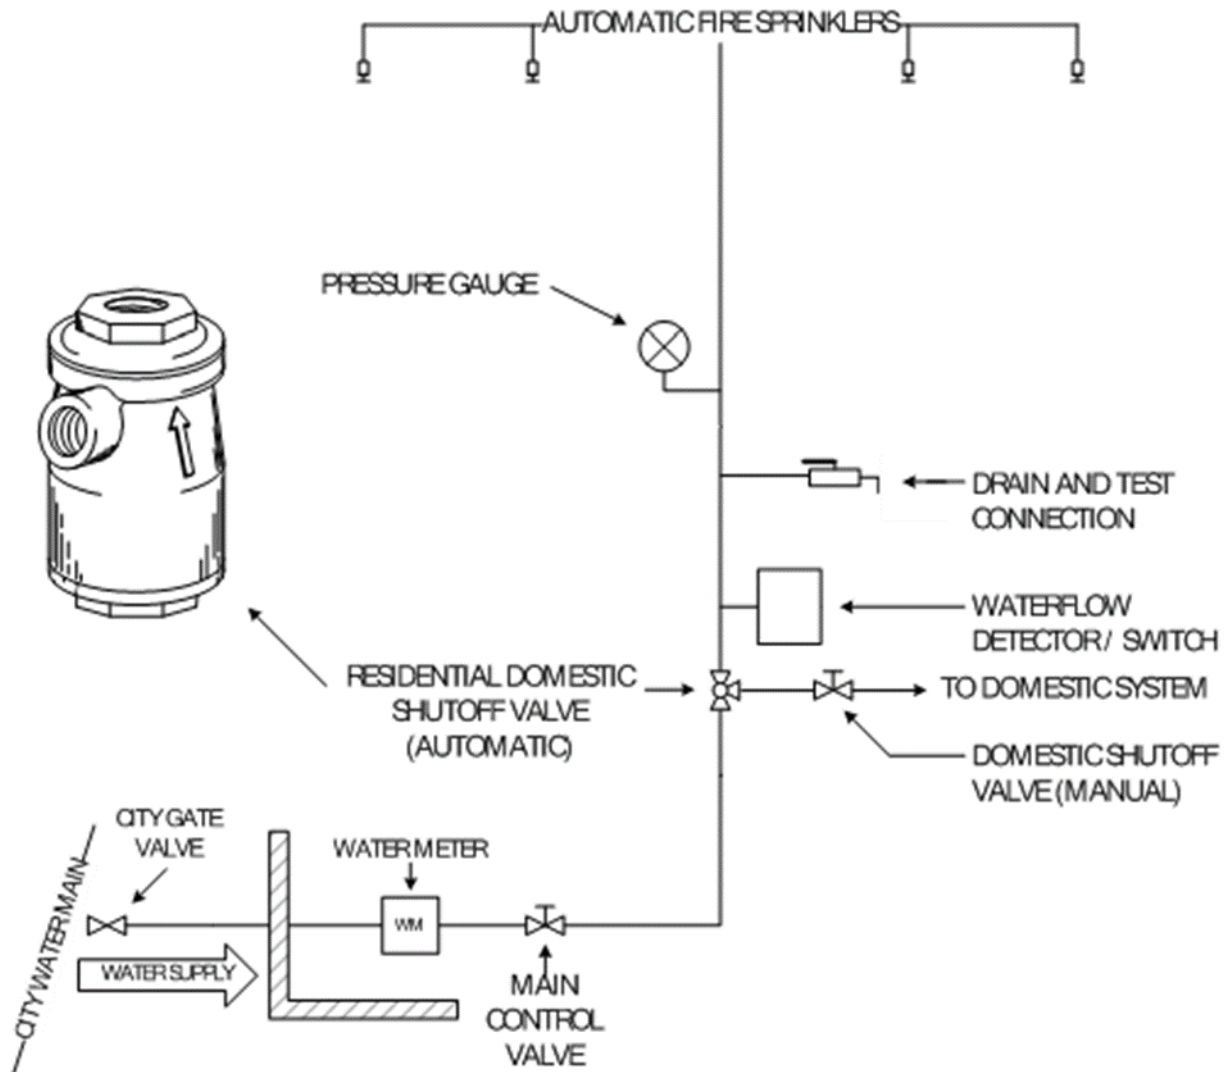 AUTOMATIC FIRE SPRINKLERS
PRESSURE GAUGE
DRAIN AND TEST
CONNECTION
WATERFLOW
DETECTOR / SWITCH
RESIDENTIAL DOMESTIC
SHUTOFF VALVE
(AUTOMATIC)
TO DOMESTIC SYSTEM
DOMESTIC SHUTOFF
VALVE (MANUAL)
CITY GATE
VALVE
WATER METER
WM
CITY WATER MAIN
WATER SUPPLY
MAIN
CONTROL
VALVE